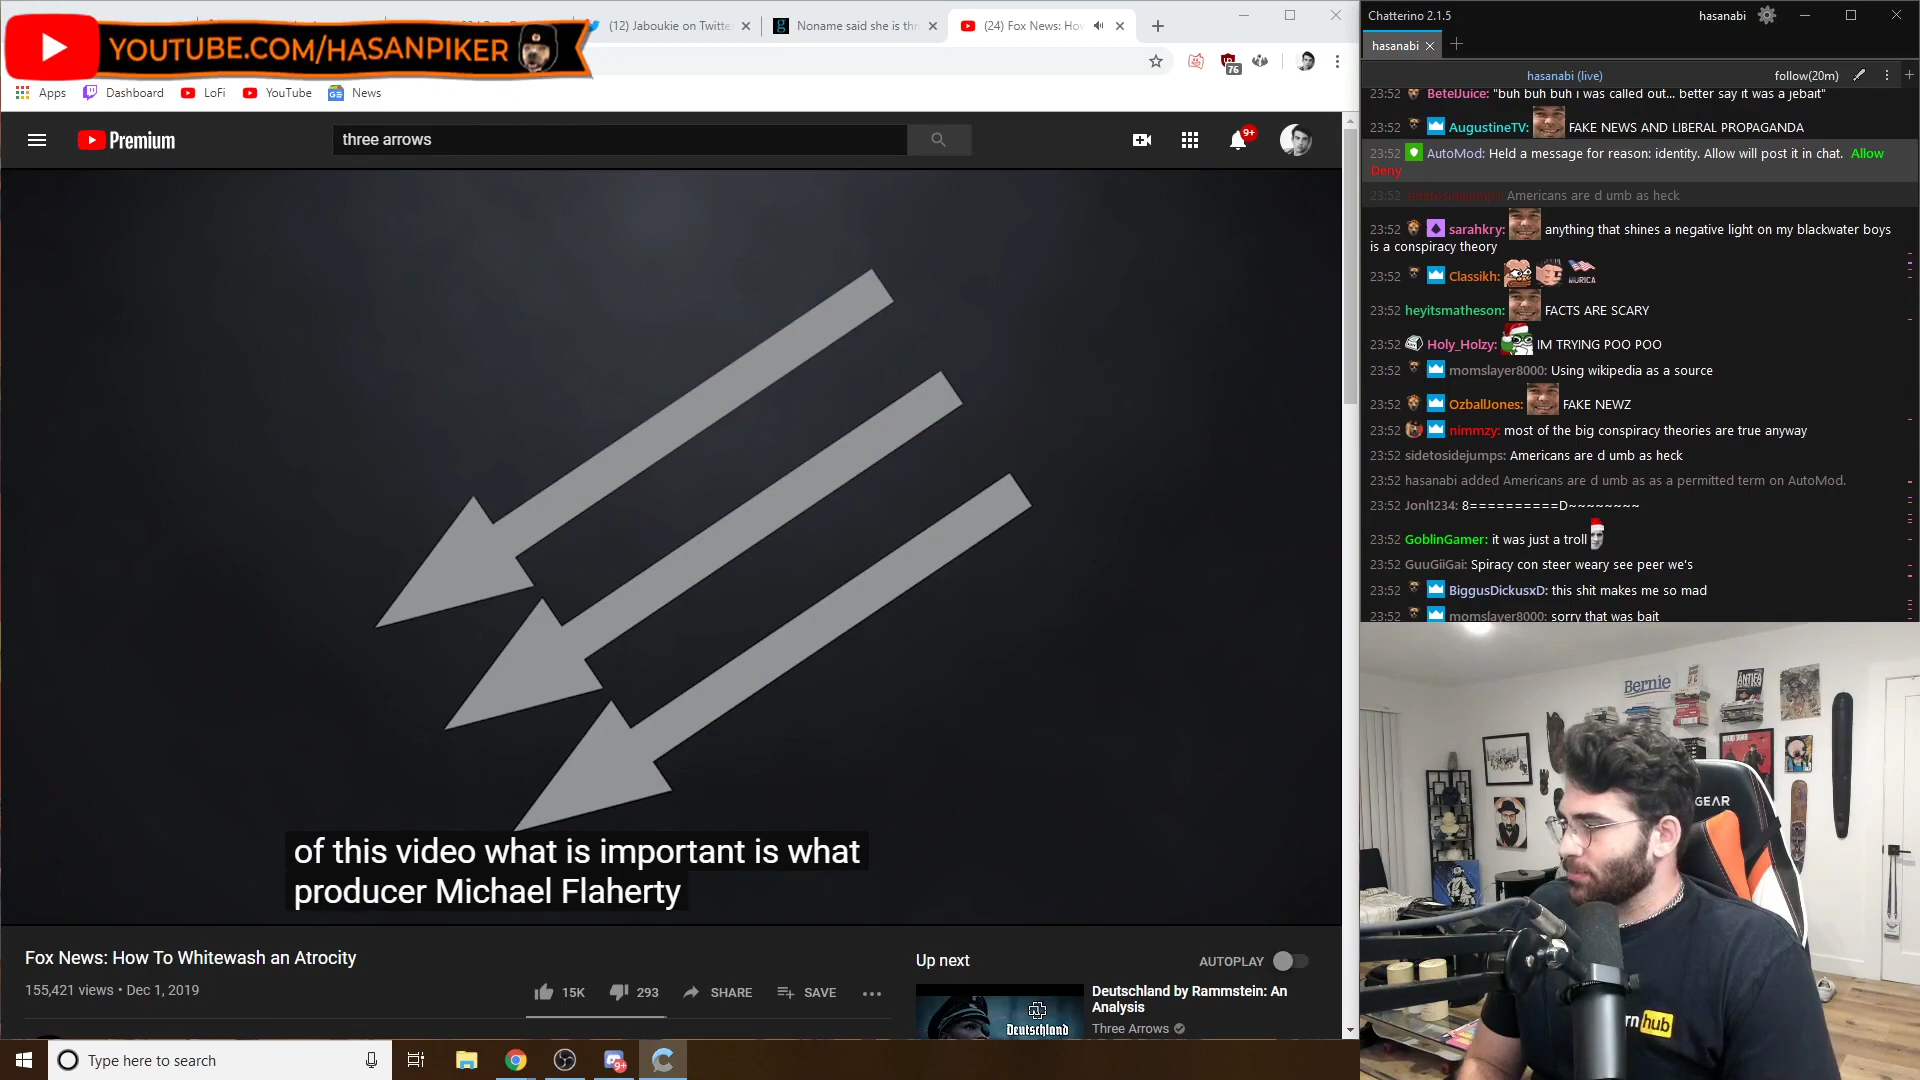 YOUTUBE.COM/HASANPIKER
(12) Jaboukie on Twitte
Noname said she is thr
(24) Fox News: Hov
76
Apps
Dashboard
LoFi
YouTube
News
Premium
three arrows
9+
of this video what is important is what
producer Michael Flaherty
Fox News: How To Whitewash an Atrocity
155,421 views • Dec 1, 2019
15K
293
SHARE
SAVE
Up next
AUTOPLAY
Deutschland
Deutschland by Rammstein: An
Analysis
Three Arrows
Type here to search
9+
Chatterino 2.1.5
hasanabi
hasanabi
hasanabi (live)
follow(20m)
23:52 BetelJuice: "buh buh buh i was called out... better say it was a jebait"
23:52 AugustineTV: FAKE NEWS AND LIBERAL PROPAGANDA
23:52 AutoMod: Held a message for reason: identity. Allow will post it in chat. Allow
Deny
23:52 sidetosidejumps: Americans are d umb as heck
23:52 sarahkry: anything that shines a negative light on my blackwater boys
is a conspiracy theory
23:52 Classikh: MURICA
23:52 heyitsmatheson: FACTS ARE SCARY
23:52 Holy_Holzy: IM TRYING POO POO
23:52 momslayer8000: Using wikipedia as a source
23:52 OzballJones: FAKE NEWZ
23:52 nimmzy: most of the big conspiracy theories are true anyway
23:52 sidetosidejumps: Americans are d umb as heck
23:52 hasanabi added Americans are d umb as as a permitted term on AutoMod.
23:52 Jonl1234: 8==========D~~~~~~~~
23:52 GoblinGamer: it was just a troll
23:52 GuuGiiGai: Spiracy con steer weary see peer we's
23:52 BiggusDickusxD: this shit makes me so mad
23:52 momslayer8000: sorry that was bait
Bernie
ANTIFA
GEAR
rn hub